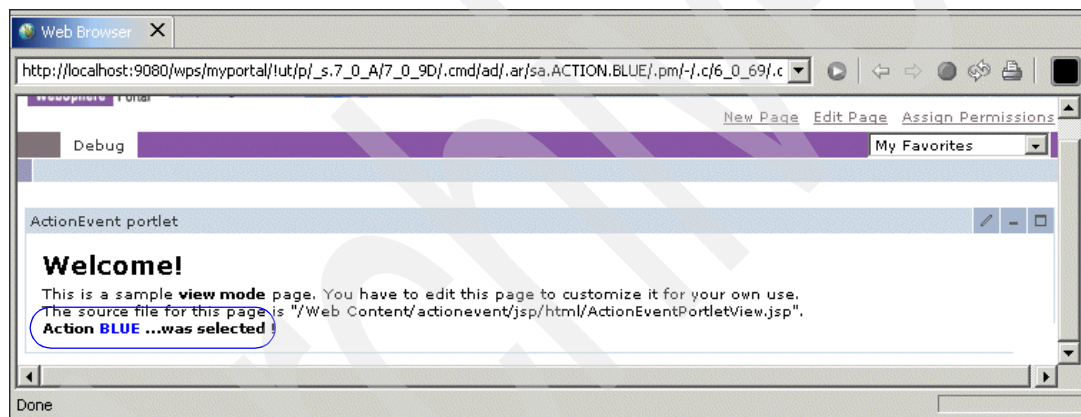 Web Browser
http://localhost:9080/wps/myportal/!ut/p/_s.7_0_A/7_0_9D/.cmd/ad/.ar/sa.ACTION.BLUE/.pm/-/.c/6_0_69/.c
WebSphere Portal
New Page Edit Page Assign Permissions
Debug My Favorites
ActionEvent portlet
Welcome!
This is a sample view mode page. You have to edit this page to customize it for your own use.
The source file for this page is "/Web Content/actionevent/jsp/html/ActionEventPortletView.jsp".
Action BLUE ...was selected !
Done